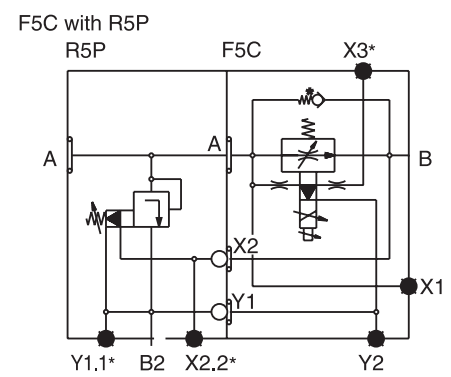 F5C with R5P
R5P F5C X3*
*
A A B
X2
X1
Y1
Y1.1* B2 X2.2* Y2